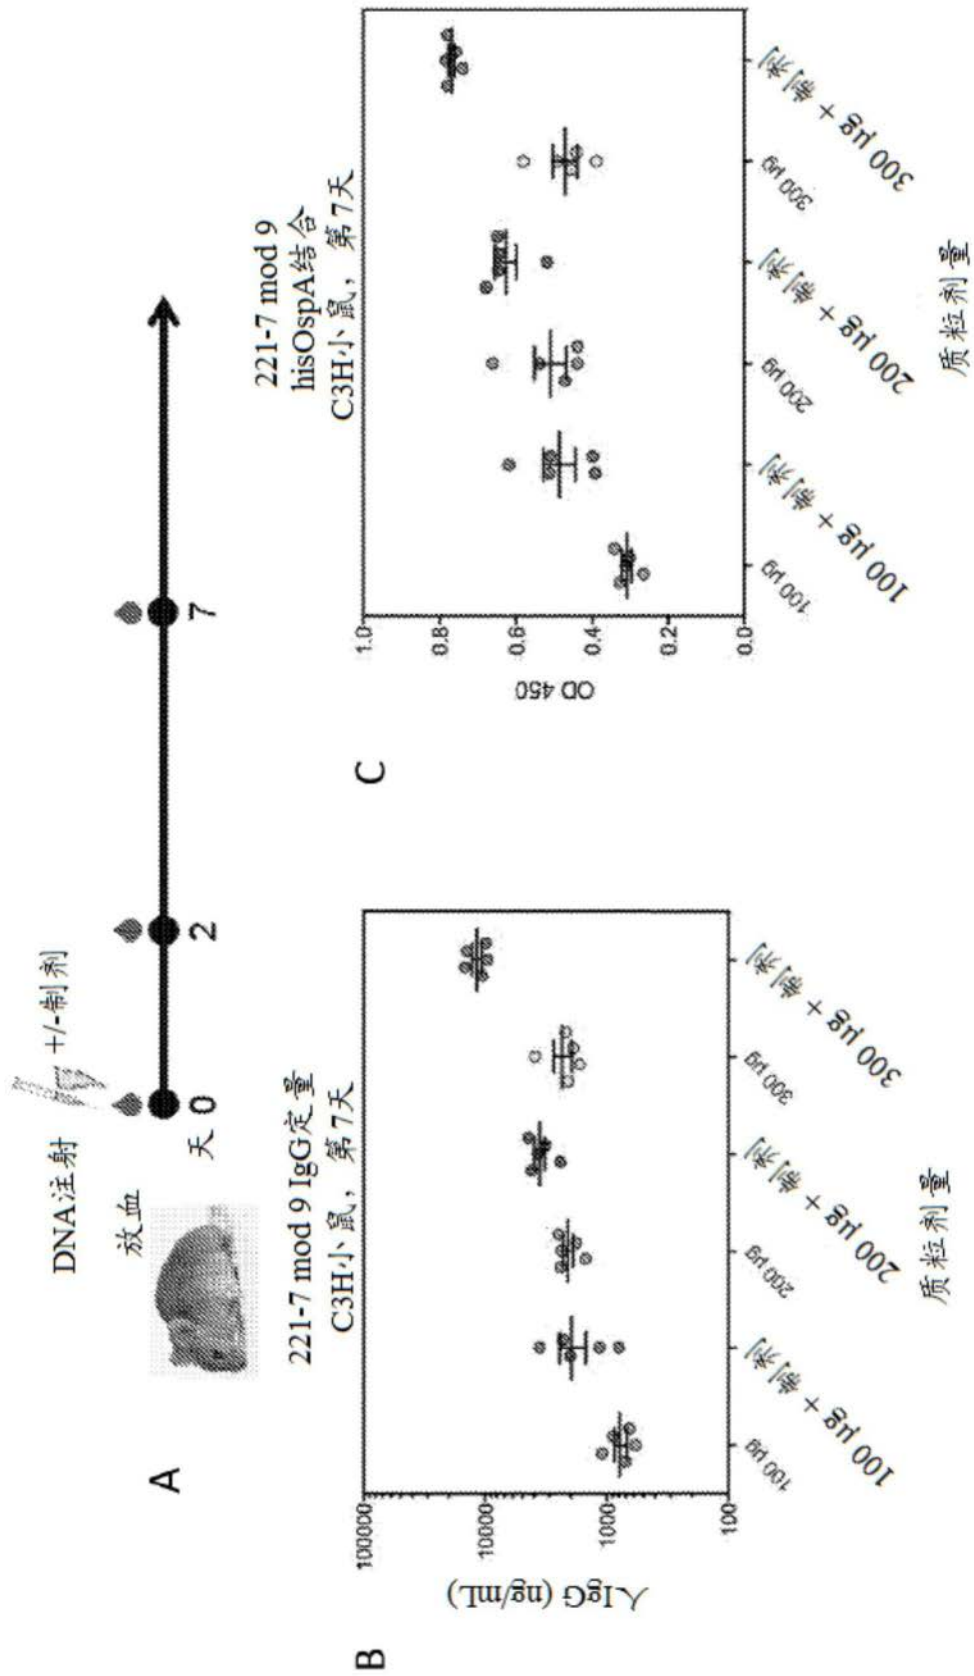 A
DNA注射
+/-制剂
放血
天
0
2
7
B
221-7 mod 9 IgG定量
C3H小鼠，第7天
人IgG (ng/mL)
100000
10000
1000
100
100 μg
100 μg + 制剂
200 μg
200 μg + 制剂
300 μg
300 μg + 制剂
质粒剂量
C
221-7 mod 9
hisOspA结合
C3H小鼠，第7天
OD 450
1.0
0.8
0.6
0.4
0.2
0.0
100 μg
100 μg + 制剂
200 μg
200 μg + 制剂
300 μg
300 μg + 制剂
质粒剂量